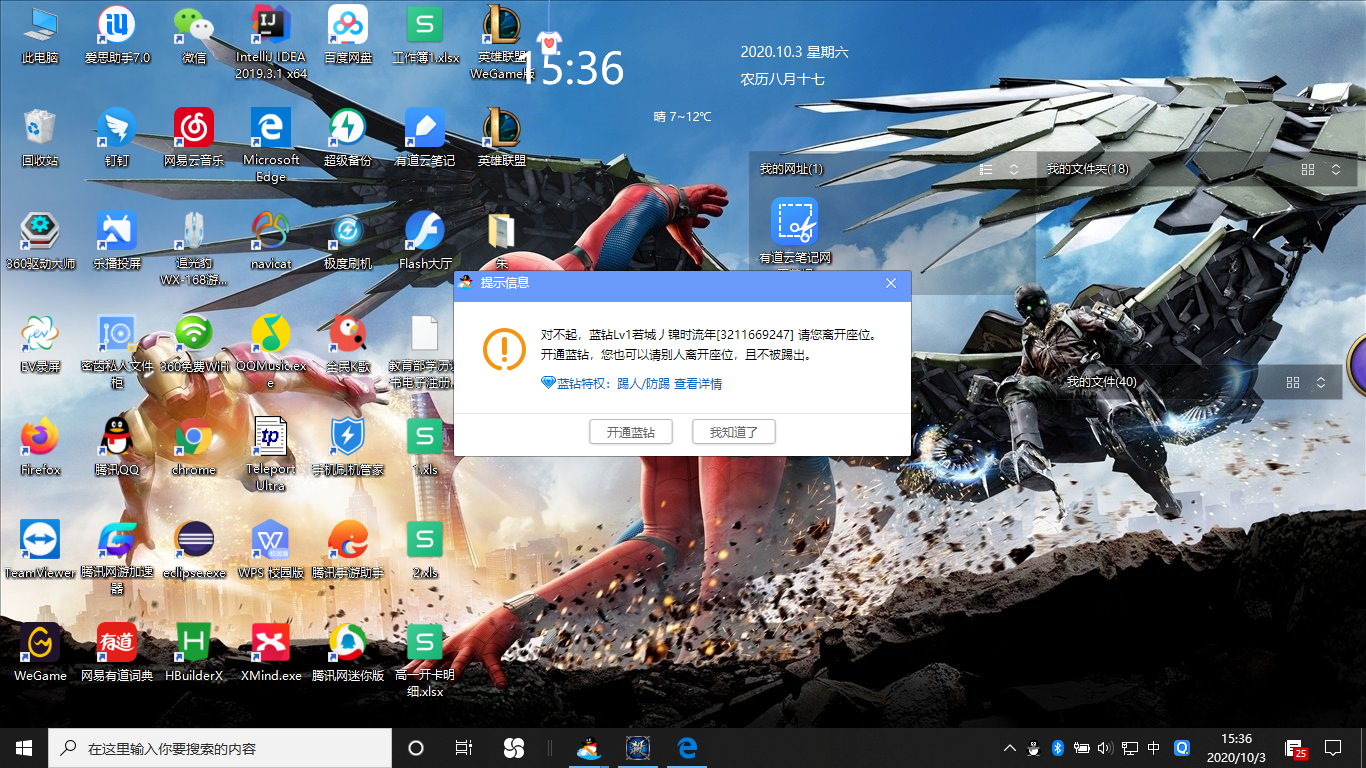 此电脑
爱思助手7.0
微信
IntelliJ IDEA
2019.3.1 x64
百度网盘
工作簿1.xlsx
英雄联盟
WeGame版
15:36
2020.10.3 星期六
农历八月十七
晴 7~12℃
回收站
钉钉
网易云音乐
Microsoft
Edge
超级备份
有道云笔记
英雄联盟
我的网址(1)
我的文件夹(18)
有道云笔记网
360驱动大师
乐播投屏
追光豹
WX-168游...
navicat
极度刷机
Flash大厅
朱
提示信息
对不起，蓝钻Lv1若城丿锦时流年[3211669247] 请您离开座位。
开通蓝钻，您也可以请别人离开座位，且不被踢出。
蓝钻特权：踢人/防踢 查看详情
开通蓝钻
我知道了
EV录屏
密齿私人文件
柜
360免费WiFi
QQMusic.ex
e
全民K歌
教育部学历证
书电子注册.
我的文件(40)
Firefox
腾讯QQ
chrome
Teleport
Ultra
手机刷机管家
1.xls
TeamViewer
腾讯网游加速
器
eclipse.exe
WPS 校园版
腾讯手游助手
2.xls
WeGame
网易有道词典
HBuilderX
XMind.exe
腾讯网迷你版
高一开卡明
细.xlsx
在这里输入你要搜索的内容
中
15:36
2020/10/3
25